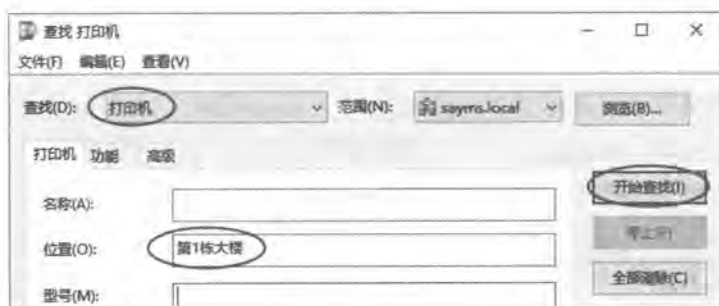 查找 打印机
文件(F) 编辑(E) 查看(V)
查找(D): 打印机 范围(N): sayms.local 浏览(B)...
打印机 功能 高级
开始查找(I)
名称(A):
位置(O): 第1栋大楼
全部清除(C)
型号(M):